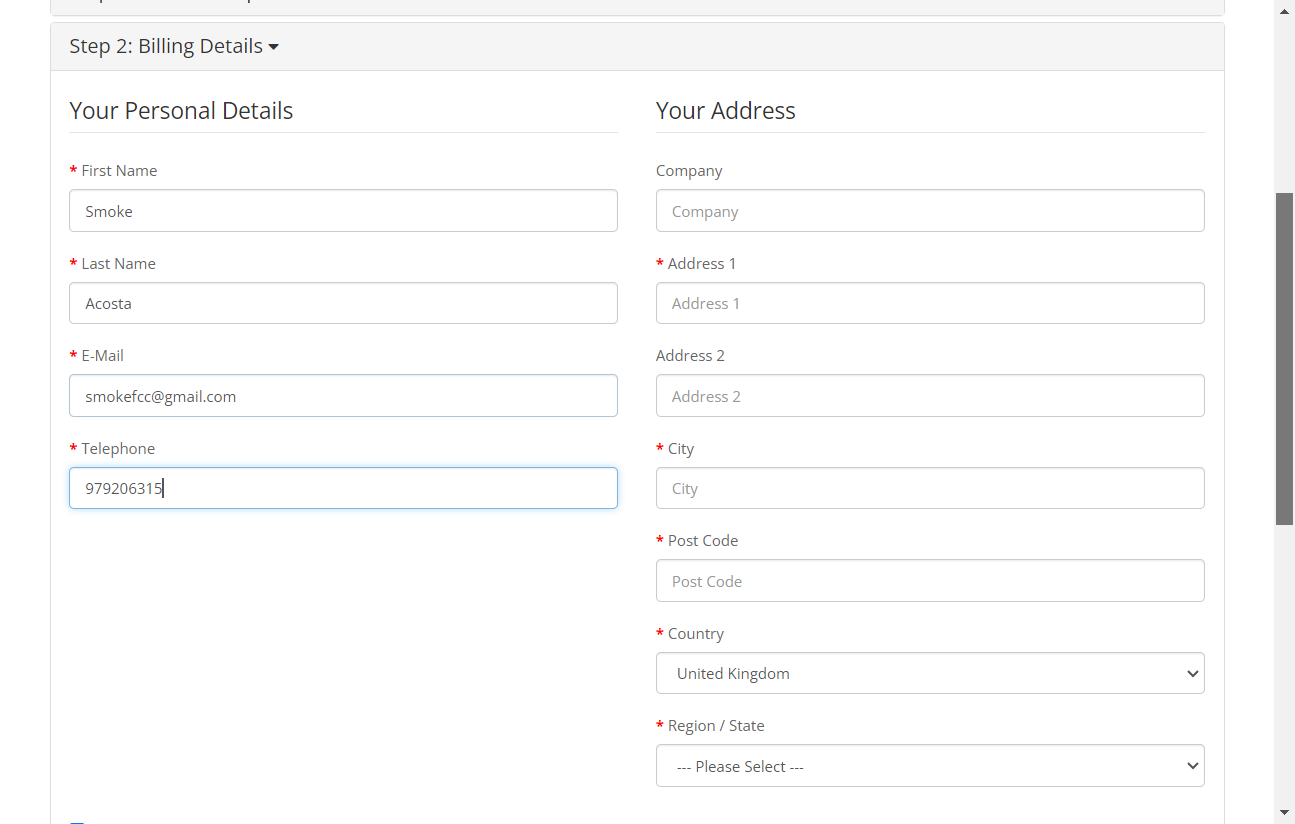 Step 2: Billing Details
Your Personal Details
* First Name
Smoke
* Last Name
Acosta
* E-Mail
smokefcc@gmail.com
* Telephone
979206315
Your Address
Company
Company
* Address 1
Address 1
Address 2
Address 2
* City
City
* Post Code
Post Code
* Country
United Kingdom
* Region / State
--- Please Select ---